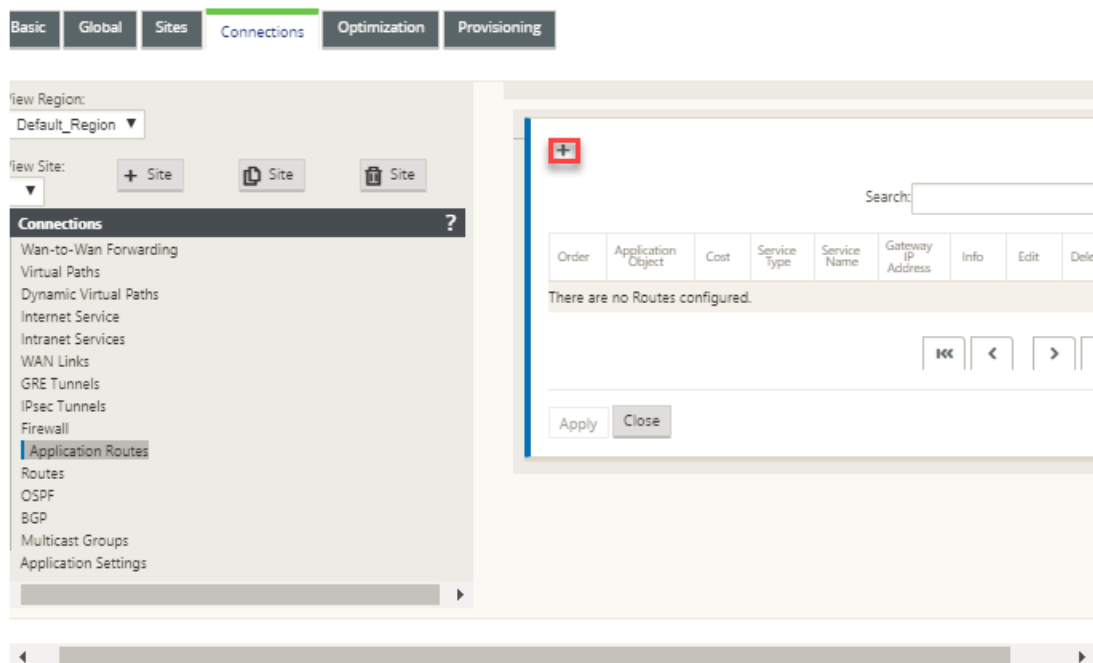 Basic Global Sites Connections Optimization Provisioning
View Region:
Default_Region ▼
View Site:
▼
+ Site Site Site
Connections ?
Wan-to-Wan Forwarding
Virtual Paths
Dynamic Virtual Paths
Internet Service
Intranet Services
WAN Links
GRE Tunnels
IPsec Tunnels
Firewall
Application Routes
Routes
OSPF
BGP
Multicast Groups
Application Settings
+
Search:
Order Application Object Cost Service Type Service Name Gateway IP Address Info Edit Dele
There are no Routes configured.
Apply Close